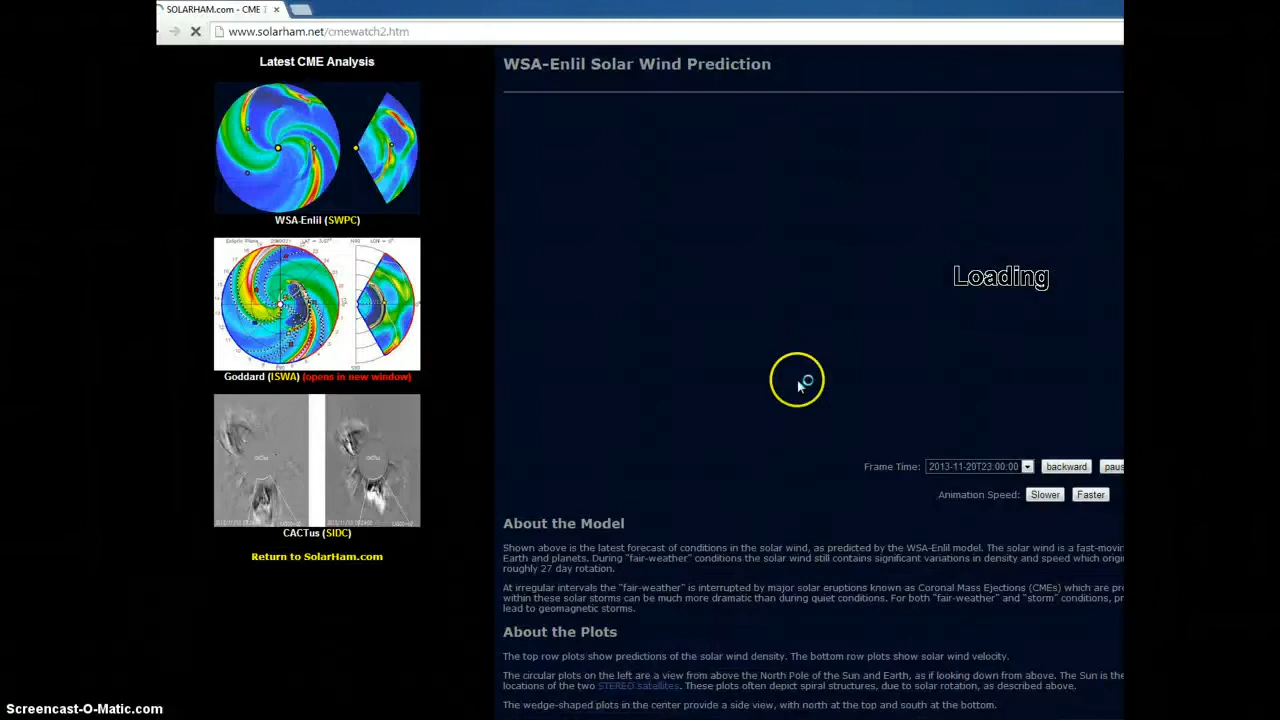 SOLARHAM.com - CME
www.solarham.net/cmewatch2.htm
Latest CME Analysis
WSA-Enlil (SWPC)
Goddard (ISWA) (opens in new window)
CACTus (SIDC)
Return to SolarHam.com
WSA-Enlil Solar Wind Prediction
Loading
Frame Time: 2013-11-20T23:00:00 backward paus
Animation Speed: Slower Faster
About the Model
Shown above is the latest forecast of conditions in the solar wind, as predicted by the WSA-Enlil model. The solar wind is a fast-movin
Earth and planets. During "fair-weather" conditions the solar wind still contains significant variations in density and speed which origi
roughly 27 day rotation.
At irregular intervals the "fair-weather" is interrupted by major solar eruptions known as Coronal Mass Ejections (CMEs) which are pro
within these solar storms can be much more dramatic than during quiet conditions. For both "fair-weather" and "storm" conditions, pr
lead to geomagnetic storms.
About the Plots
The top row plots show predictions of the solar wind density. The bottom row plots show solar wind velocity.
The circular plots on the left are a view from above the North Pole of the Sun and Earth, as if looking down from above. The Sun is the
locations of the two STEREO satellites. These plots often depict spiral structures, due to solar rotation, as described above.
The wedge-shaped plots in the center provide a side view, with north at the top and south at the bottom.
Screencast-O-Matic.com